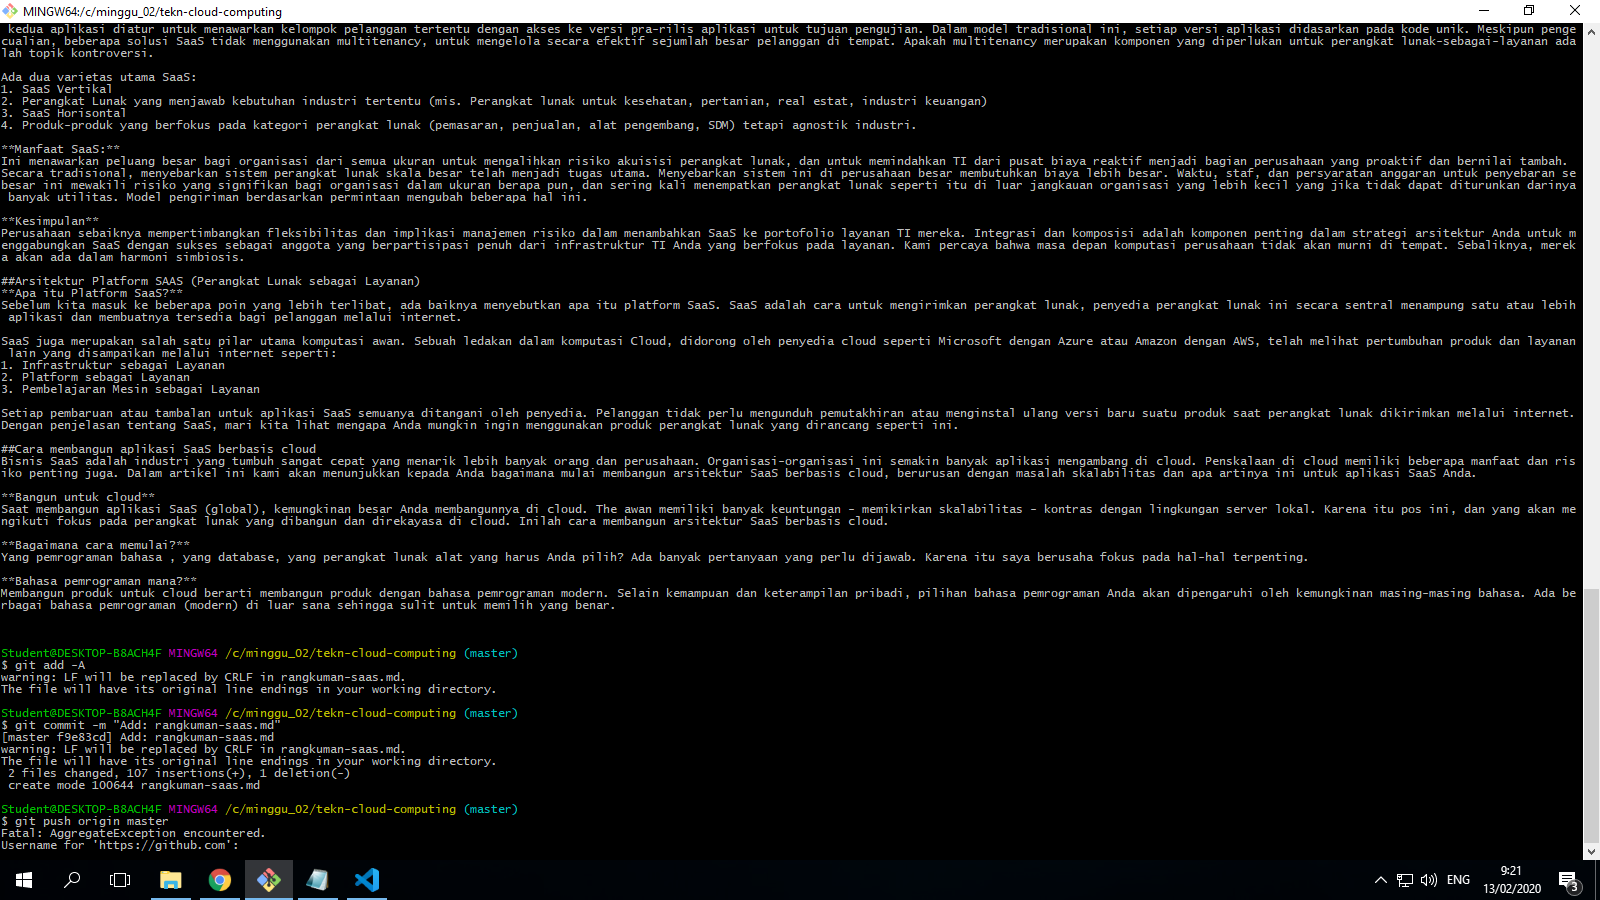 MINGW64:/c/minggu_02/tekn-cloud-computing
 kedua aplikasi diatur untuk menawarkan kelompok pelanggan tertentu dengan akses ke versi pra-rilis aplikasi untuk tujuan pengujian. Dalam model tradisional ini, setiap versi aplikasi didasarkan pada kode unik. Meskipun penge
cualian, beberapa solusi SaaS tidak menggunakan multitenancy, untuk mengelola secara efektif sejumlah besar pelanggan di tempat. Apakah multitenancy merupakan komponen yang diperlukan untuk perangkat lunak-sebagai-layanan ada
lah topik kontroversi.
Ada dua varietas utama SaaS:
1. SaaS Vertikal
2. Perangkat Lunak yang menjawab kebutuhan industri tertentu (mis. Perangkat lunak untuk kesehatan, pertanian, real estat, industri keuangan)
3. SaaS Horisontal
4. Produk-produk yang berfokus pada kategori perangkat lunak (pemasaran, penjualan, alat pengembang, SDM) tetapi agnostik industri.
**Manfaat SaaS:**
Ini menawarkan peluang besar bagi organisasi dari semua ukuran untuk mengalihkan risiko akuisisi perangkat lunak, dan untuk memindahkan TI dari pusat biaya reaktif menjadi bagian perusahaan yang proaktif dan bernilai tambah.
Secara tradisional, menyebarkan sistem perangkat lunak skala besar telah menjadi tugas utama. Menyebarkan sistem ini di perusahaan besar membutuhkan biaya lebih besar. Waktu, staf, dan persyaratan anggaran untuk penyebaran se
besar ini mewakili risiko yang signifikan bagi organisasi dalam ukuran berapa pun, dan sering kali menempatkan perangkat lunak seperti itu di luar jangkauan organisasi yang lebih kecil yang jika tidak dapat diturunkan darinya
 banyak utilitas. Model pengiriman berdasarkan permintaan mengubah beberapa hal ini.
**Kesimpulan**
Perusahaan sebaiknya mempertimbangkan fleksibilitas dan implikasi manajemen risiko dalam menambahkan SaaS ke portofolio layanan TI mereka. Integrasi dan komposisi adalah komponen penting dalam strategi arsitektur Anda untuk m
enggabungkan SaaS dengan sukses sebagai anggota yang berpartisipasi penuh dari infrastruktur TI Anda yang berfokus pada layanan. Kami percaya bahwa masa depan komputasi perusahaan tidak akan murni di tempat. Sebaliknya, merek
a akan ada dalam harmoni simbiosis.
##Arsitektur Platform SAAS (Perangkat Lunak sebagai Layanan)
**Apa itu Platform SaaS?**
Sebelum kita masuk ke beberapa poin yang lebih terlibat, ada baiknya menyebutkan apa itu platform SaaS. SaaS adalah cara untuk mengirimkan perangkat lunak, penyedia perangkat lunak ini secara sentral menampung satu atau lebih
 aplikasi dan membuatnya tersedia bagi pelanggan melalui internet.
SaaS juga merupakan salah satu pilar utama komputasi awan. Sebuah ledakan dalam komputasi Cloud, didorong oleh penyedia cloud seperti Microsoft dengan Azure atau Amazon dengan AWS, telah melihat pertumbuhan produk dan layanan
 lain yang disampaikan melalui internet seperti:
1. Infrastruktur sebagai Layanan
2. Platform sebagai Layanan
3. Pembelajaran Mesin sebagai Layanan
Setiap pembaruan atau tambalan untuk aplikasi SaaS semuanya ditangani oleh penyedia. Pelanggan tidak perlu mengunduh pemutakhiran atau menginstal ulang versi baru suatu produk saat perangkat lunak dikirimkan melalui internet.
Dengan penjelasan tentang SaaS, mari kita lihat mengapa Anda mungkin ingin menggunakan produk perangkat lunak yang dirancang seperti ini.
##Cara membangun aplikasi SaaS berbasis cloud
Bisnis SaaS adalah industri yang tumbuh sangat cepat yang menarik lebih banyak orang dan perusahaan. Organisasi-organisasi ini semakin banyak aplikasi mengambang di cloud. Penskalaan di cloud memiliki beberapa manfaat dan ris
iko penting juga. Dalam artikel ini kami akan menunjukkan kepada Anda bagaimana mulai membangun arsitektur SaaS berbasis cloud, berurusan dengan masalah skalabilitas dan apa artinya ini untuk aplikasi SaaS Anda.
**Bangun untuk cloud**
Saat membangun aplikasi SaaS (global), kemungkinan besar Anda membangunnya di cloud. The awan memiliki banyak keuntungan - memikirkan skalabilitas - kontras dengan lingkungan server lokal. Karena itu pos ini, dan yang akan me
ngikuti fokus pada perangkat lunak yang dibangun dan direkayasa di cloud. Inilah cara membangun arsitektur SaaS berbasis cloud.
**Bagaimana cara memulai?**
Yang pemrograman bahasa , yang database, yang perangkat lunak alat yang harus Anda pilih? Ada banyak pertanyaan yang perlu dijawab. Karena itu saya berusaha fokus pada hal-hal terpenting.
**Bahasa pemrograman mana?**
Membangun produk untuk cloud berarti membangun produk dengan bahasa pemrograman modern. Selain kemampuan dan keterampilan pribadi, pilihan bahasa pemrograman Anda akan dipengaruhi oleh kemungkinan masing-masing bahasa. Ada be
rbagai bahasa pemrograman (modern) di luar sana sehingga sulit untuk memilih yang benar.
Student@DESKTOP-B8ACH4F MINGW64 /c/minggu_02/tekn-cloud-computing (master)
$ git add -A
warning: LF will be replaced by CRLF in rangkuman-saas.md.
The file will have its original line endings in your working directory.
Student@DESKTOP-B8ACH4F MINGW64 /c/minggu_02/tekn-cloud-computing (master)
$ git commit -m "Add: rangkuman-saas.md"
[master f9e83cd] Add: rangkuman-saas.md
warning: LF will be replaced by CRLF in rangkuman-saas.md.
The file will have its original line endings in your working directory.
 2 files changed, 107 insertions(+), 1 deletion(-)
 create mode 100644 rangkuman-saas.md
Student@DESKTOP-B8ACH4F MINGW64 /c/minggu_02/tekn-cloud-computing (master)
$ git push origin master
Fatal: AggregateException encountered.
Username for 'https://github.com':
ENG
9:21
13/02/2020
3